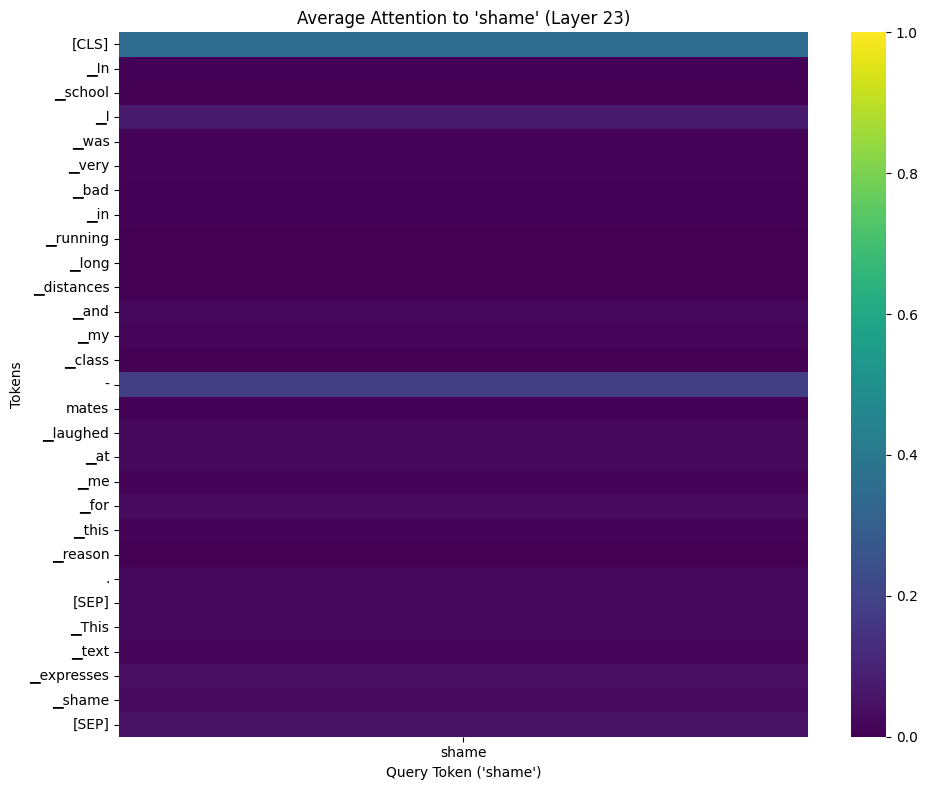 Average Attention to 'shame' (Layer 23)
[CLS]
▁In
▁school
▁I
▁was
▁very
▁bad
▁in
▁running
▁long
▁distances
▁and
▁my
▁class
-
mates
▁laughed
▁at
▁me
▁for
▁this
▁reason
.
[SEP]
▁This
▁text
▁expresses
▁shame
[SEP]
Tokens
shame
Query Token ('shame')
1.0
0.8
0.6
0.4
0.2
0.0